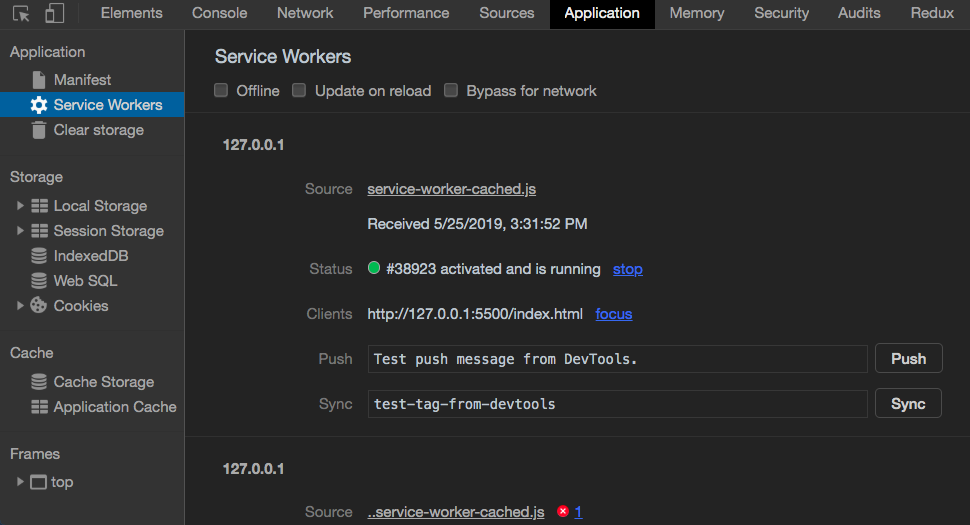 Elements Console Network Performance Sources Application Memory Security Audits Redux
Application
Manifest
Service Workers
Clear storage
Storage
Local Storage
Session Storage
IndexedDB
Web SQL
Cookies
Cache
Cache Storage
Application Cache
Frames
top
Service Workers
Offline Update on reload Bypass for network
127.0.0.1
Source service-worker-cached.js
Received 5/25/2019, 3:31:52 PM
Status #38923 activated and is running stop
Clients http://127.0.0.1:5500/index.html focus
Push Test push message from DevTools. Push
Sync test-tag-from-devtools Sync
127.0.0.1
Source ..service-worker-cached.js 1